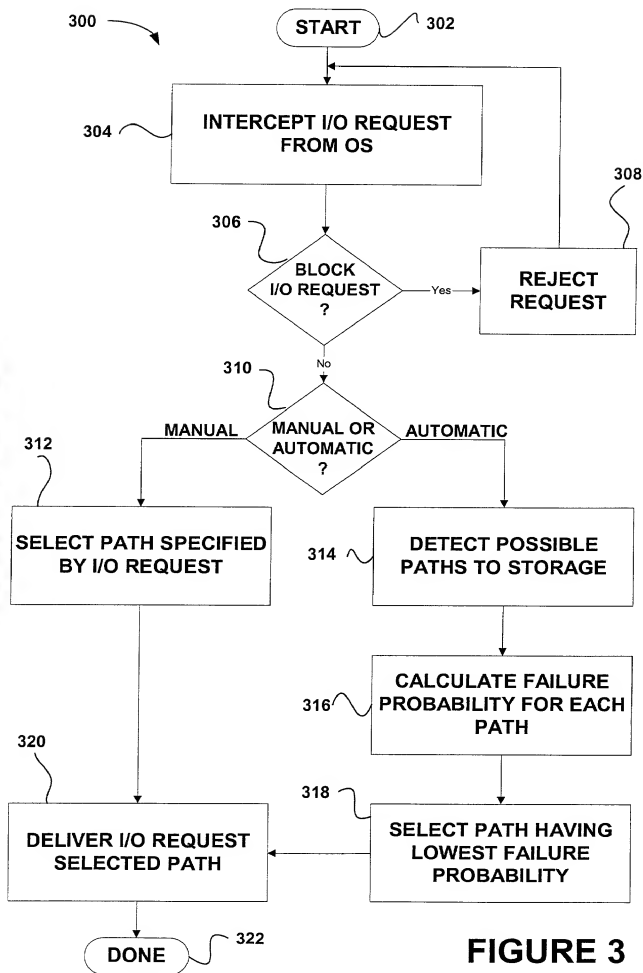 300
START
302
304
INTERCEPT I/O REQUEST
FROM OS
308
306
BLOCK
I/O REQUEST
?
Yes
REJECT
REQUEST
No
310
MANUAL
MANUAL OR
AUTOMATIC
?
AUTOMATIC
312
SELECT PATH SPECIFIED
BY I/O REQUEST
314
DETECT POSSIBLE
PATHS TO STORAGE
316
CALCULATE FAILURE
PROBABILITY FOR EACH
PATH
320
318
DELIVER I/O REQUEST
SELECTED PATH
SELECT PATH HAVING
LOWEST FAILURE
PROBABILITY
DONE
322
FIGURE 3